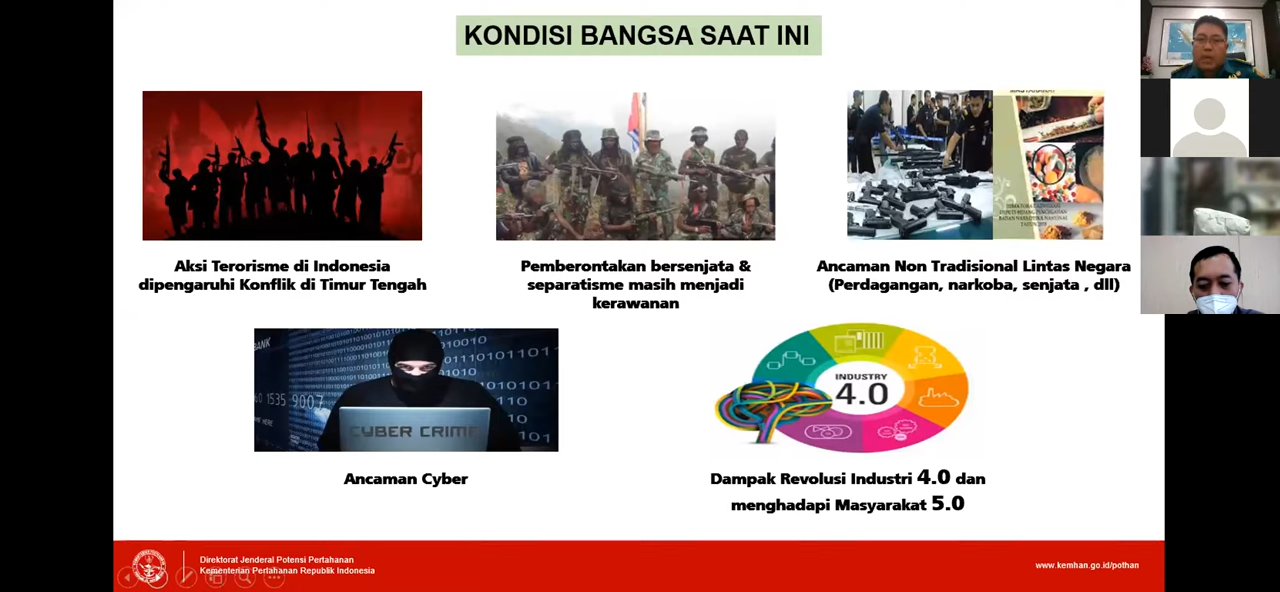 KONDISI BANGSA SAAT INI
Aksi Terorisme di Indonesia
dipengaruhi Konflik di Timur Tengah
Pemberontakan bersenjata &
separatisme masih menjadi
kerawanan
Ancaman Non Tradisional Lintas Negara
(Perdagangan, narkoba, senjata , dll)
BANK
1535 9007
CYBER CRIME
Ancaman Cyber
INDUSTRY
4.0
Dampak Revolusi Industri 4.0 dan
menghadapi Masyarakat 5.0
Direktorat Jenderal Potensi Pertahanan
Kementerian Pertahanan Republik Indonesia
www.kemhan.go.id/pothan